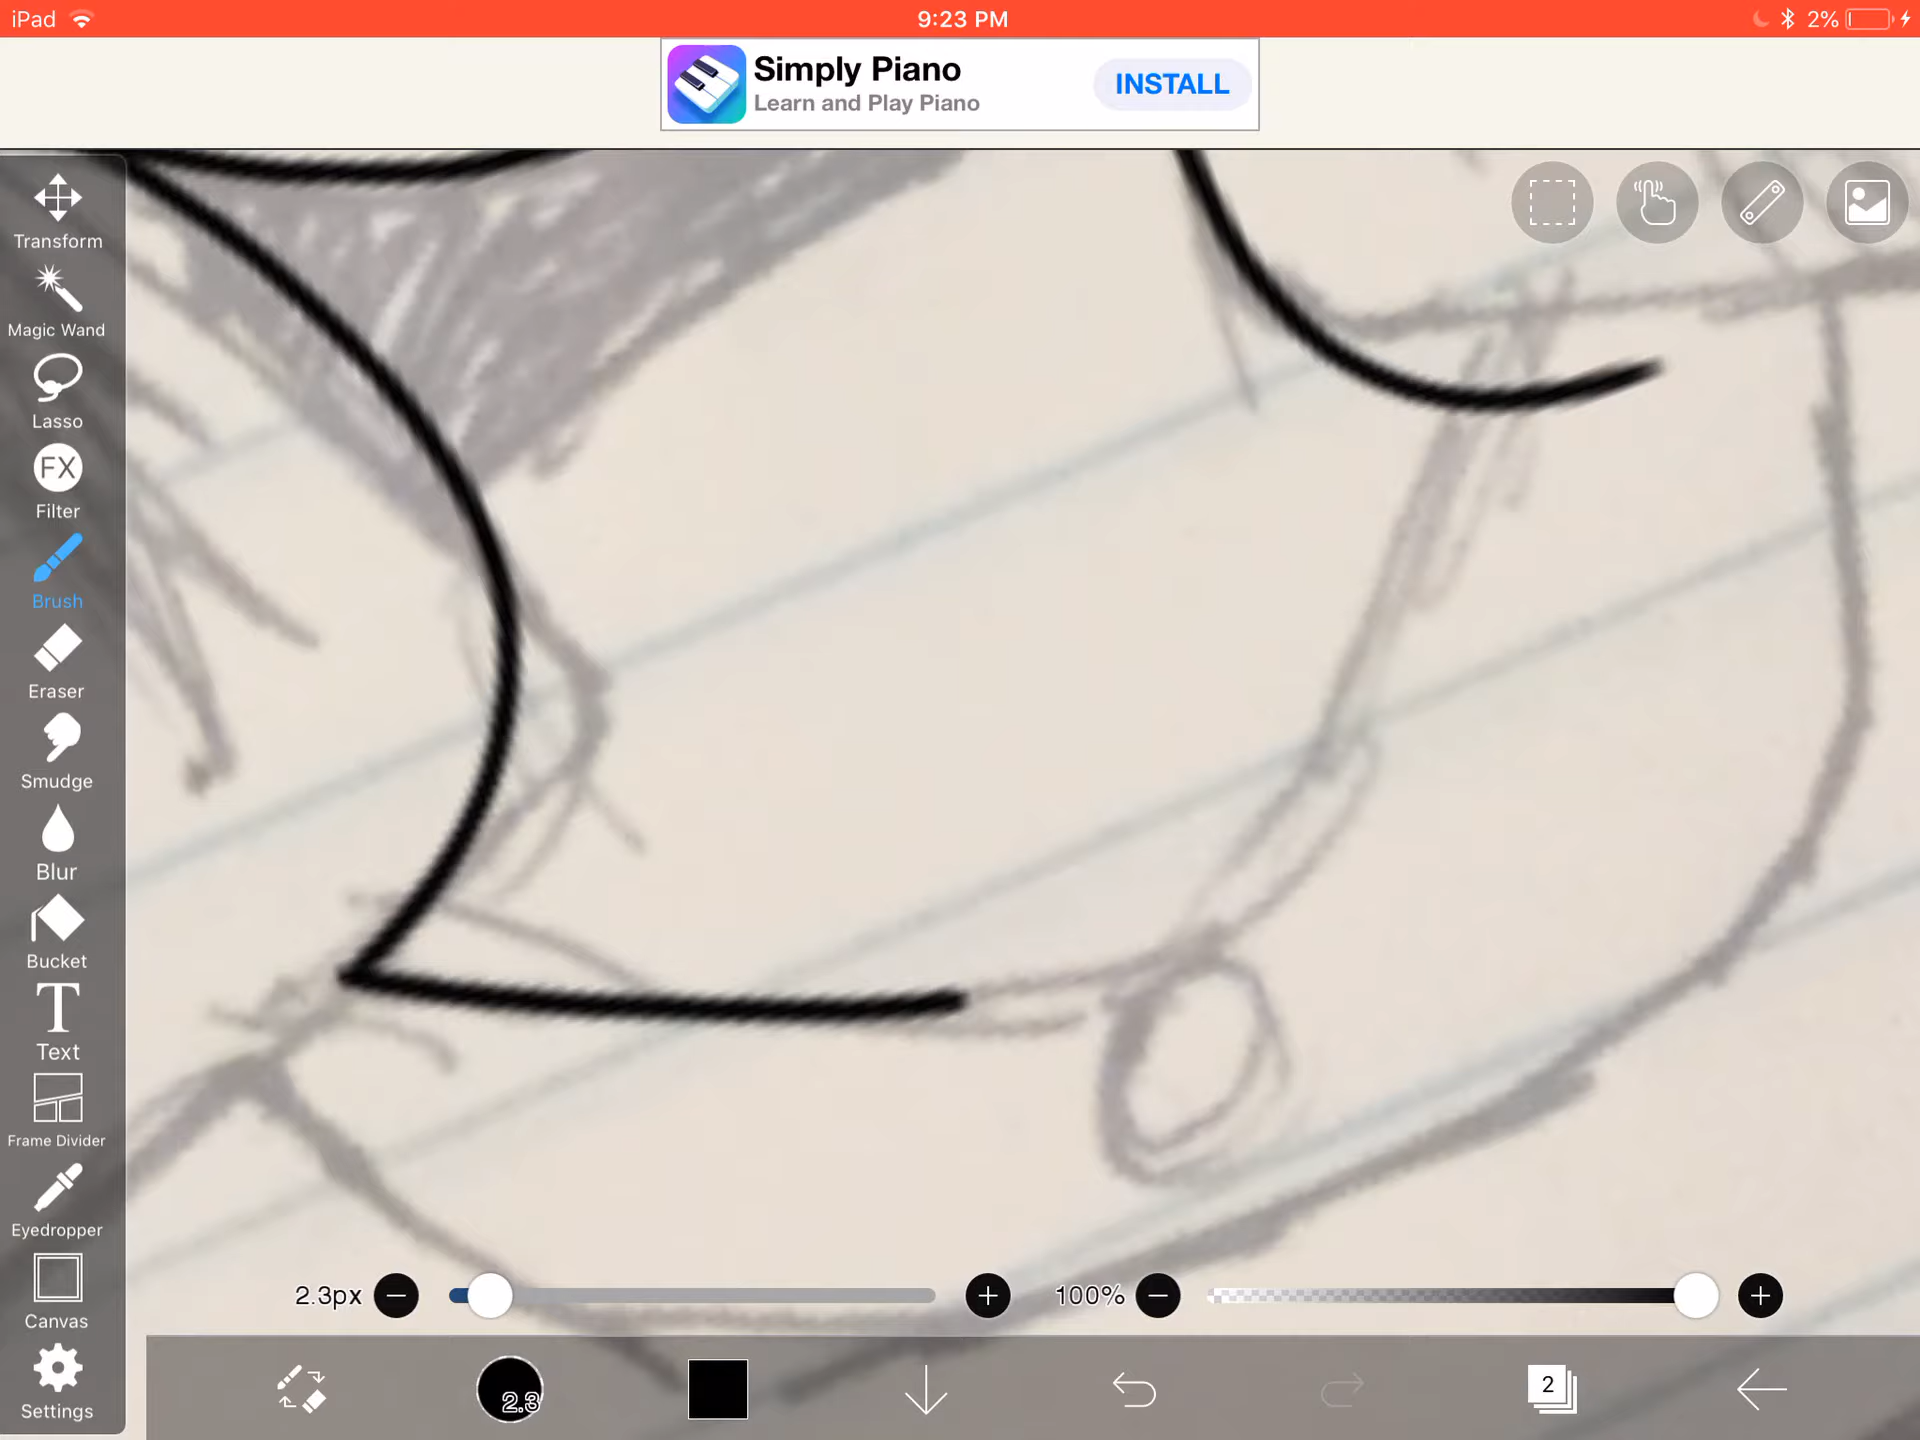 iPad 9:23 PM 2%
Simply Piano
Learn and Play Piano
INSTALL
Transform
Magic Wand
Lasso
FX
Filter
Brush
Eraser
Smudge
Blur
Bucket
T
Text
Frame Divider
Eyedropper
Canvas
Settings
2.3px 100%
2.3
2